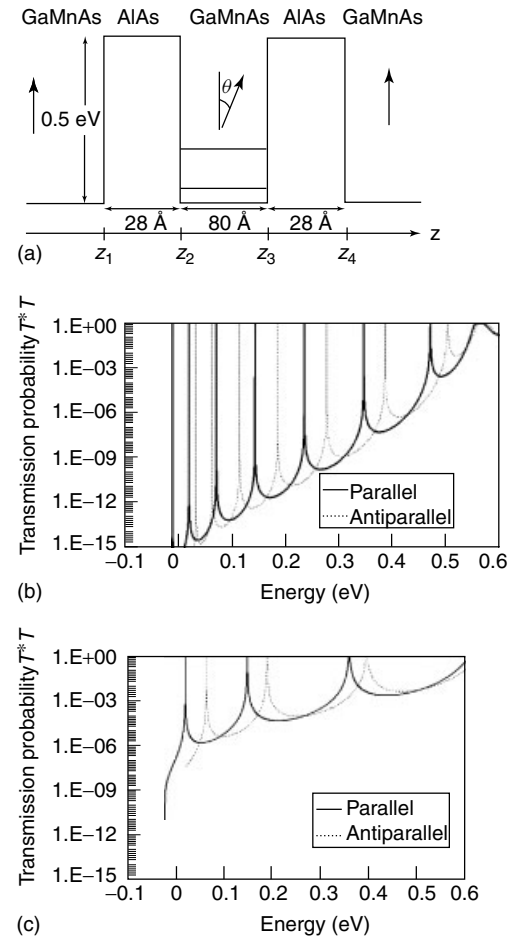 GaMnAs AlAs GaMnAs AlAs GaMnAs
θ
0.5 eV
28 Å 80 Å 28 Å
z
(a) z1 z2 z3 z4
Transmission probability T*T
1.E+00
1.E−03
1.E−06
1.E−09
1.E−12
1.E−15
Parallel
Antiparallel
−0.1 0 0.1 0.2 0.3 0.4 0.5 0.6
(b) Energy (eV)
Transmission probability T*T
1.E+00
1.E−03
1.E−06
1.E−09
1.E−12
1.E−15
Parallel
Antiparallel
−0.1 0 0.1 0.2 0.3 0.4 0.5 0.6
(c) Energy (eV)